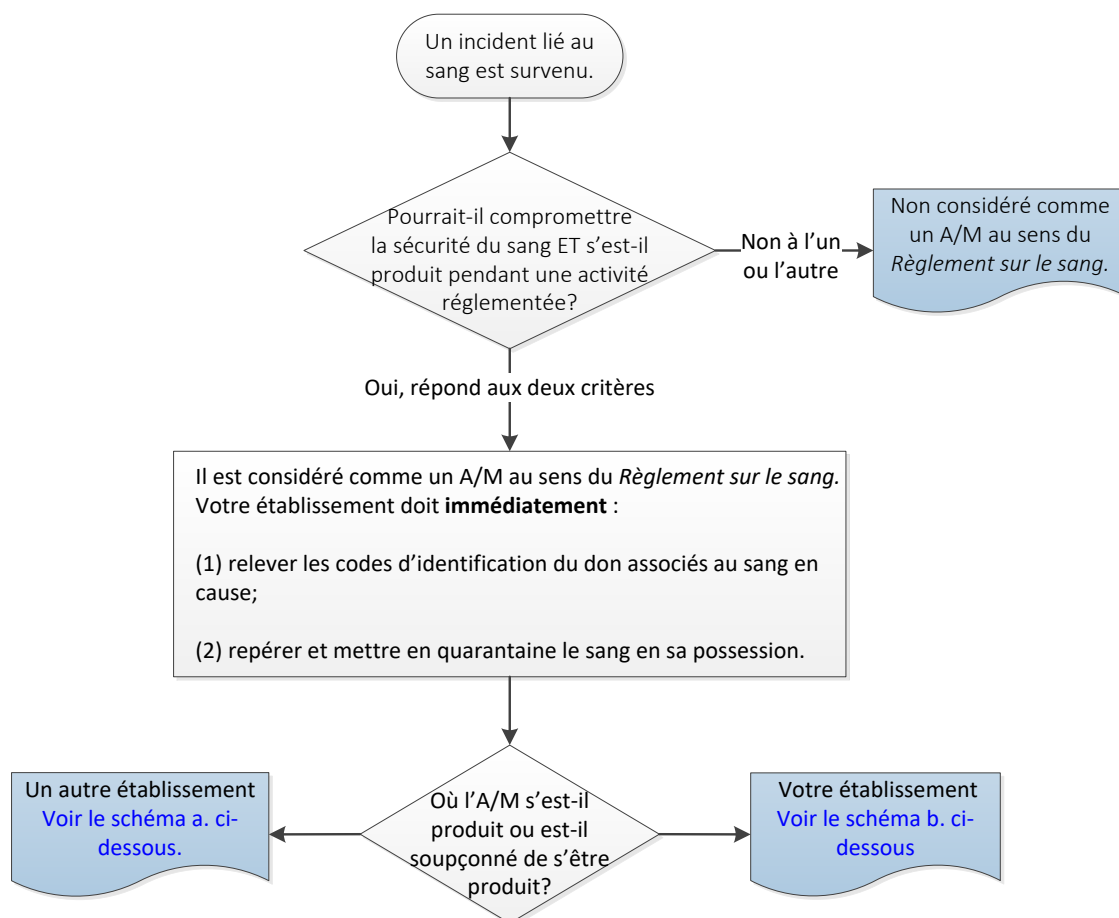 Un incident lié au
sang est survenu.
Pourrait-il compromettre
la sécurité du sang ET s’est-il
produit pendant une activité
réglementée?
Non à l’un
ou l’autre
Non considéré comme
un A/M au sens du
Règlement sur le sang.
Oui, répond aux deux critères
Il est considéré comme un A/M au sens du Règlement sur le sang.
Votre établissement doit immédiatement :
(1) relever les codes d’identification du don associés au sang en
cause;
(2) repérer et mettre en quarantaine le sang en sa possession.
Un autre établissement
Voir le schéma a. ci-
dessous.
Où l’A/M s’est-il
produit ou est-il
soupçonné de s’être
produit?
Votre établissement
Voir le schéma b. ci-
dessous